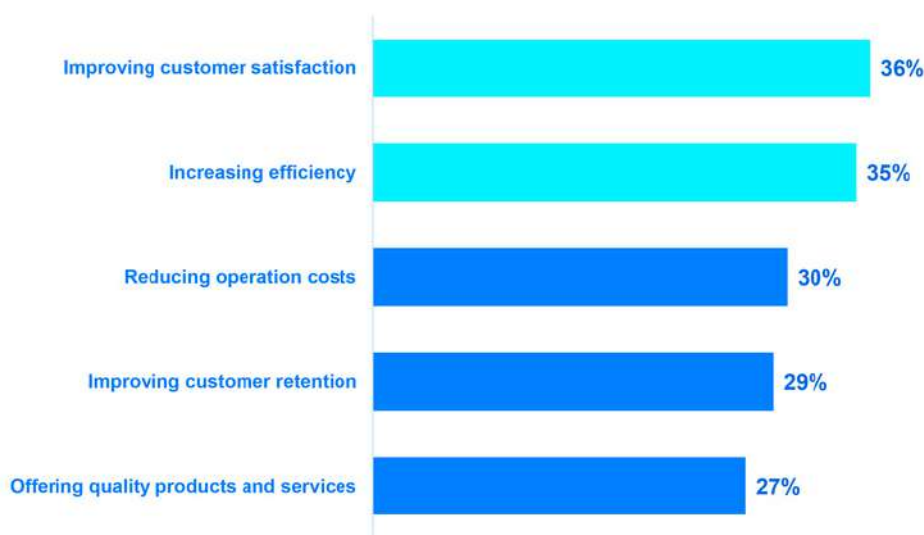 Improving customer satisfaction 36%
Increasing efficiency 35%
Reducing operation costs 30%
Improving customer retention 29%
Offering quality products and services 27%